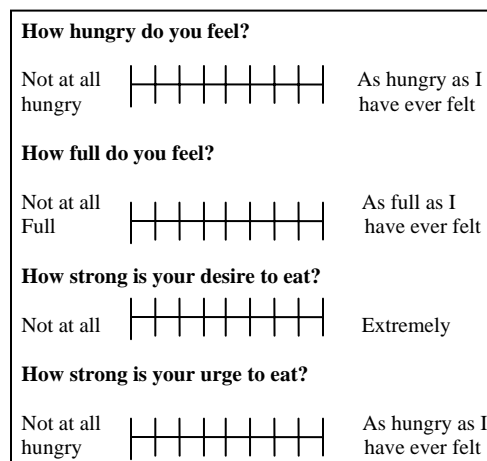 How hungry do you feel?
Not at all As hungry as I
hungry have ever felt
How full do you feel?
Not at all As full as I
Full have ever felt
How strong is your desire to eat?
Not at all Extremely
How strong is your urge to eat?
Not at all As hungry as I
hungry have ever felt